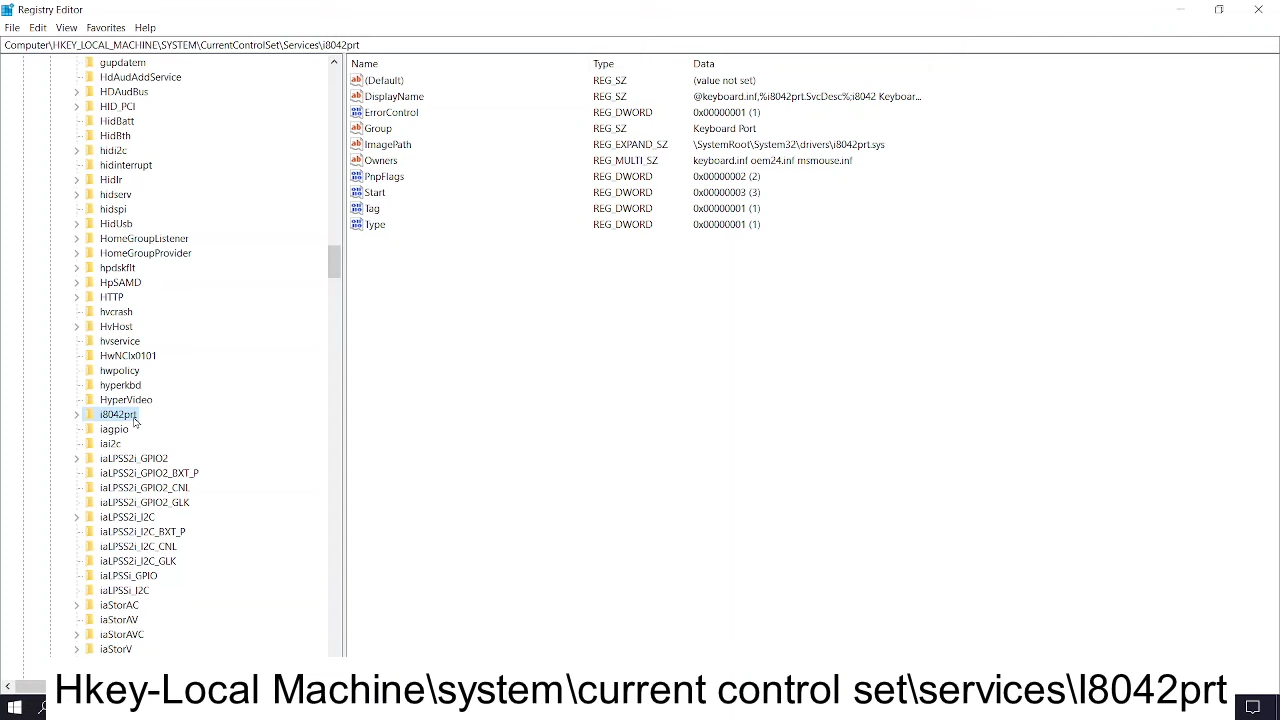 Registry Editor
File Edit View Favorites Help
Computer\HKEY_LOCAL_MACHINE\SYSTEM\CurrentControlSet\Services\i8042prt
gupdatem
HdAudAddService
HDAudBus
HID_PCI
HidBatt
HidBth
hidi2c
hidinterrupt
HidIr
hidserv
hidspi
HidUsb
HomeGroupListener
HomeGroupProvider
hpdskflt
HpSAMD
HTTP
hvcrash
HvHost
hvservice
HwNClx0101
hwpolicy
hyperkbd
HyperVideo
i8042prt
iagpio
iai2c
iaLPSS2i_GPIO2
iaLPSS2i_GPIO2_BXT_P
iaLPSS2i_GPIO2_CNL
iaLPSS2i_GPIO2_GLK
iaLPSS2i_I2C
iaLPSS2i_I2C_BXT_P
iaLPSS2i_I2C_CNL
iaLPSS2i_I2C_GLK
iaLPSSi_GPIO
iaLPSSi_I2C
iaStorAC
iaStorAV
iaStorAVC
iaStorV
Name Type Data
(Default) REG_SZ (value not set)
DisplayName REG_SZ @keyboard.inf,%i8042prt.SvcDesc%;i8042 Keyboar...
ErrorControl REG_DWORD 0x00000001 (1)
Group REG_SZ Keyboard Port
ImagePath REG_EXPAND_SZ \SystemRoot\System32\drivers\i8042prt.sys
Owners REG_MULTI_SZ keyboard.inf oem24.inf msmouse.inf
PnpFlags REG_DWORD 0x00000002 (2)
Start REG_DWORD 0x00000003 (3)
Tag REG_DWORD 0x00000001 (1)
Type REG_DWORD 0x00000001 (1)
Hkey-Local Machine\system\current control set\services\I8042prt